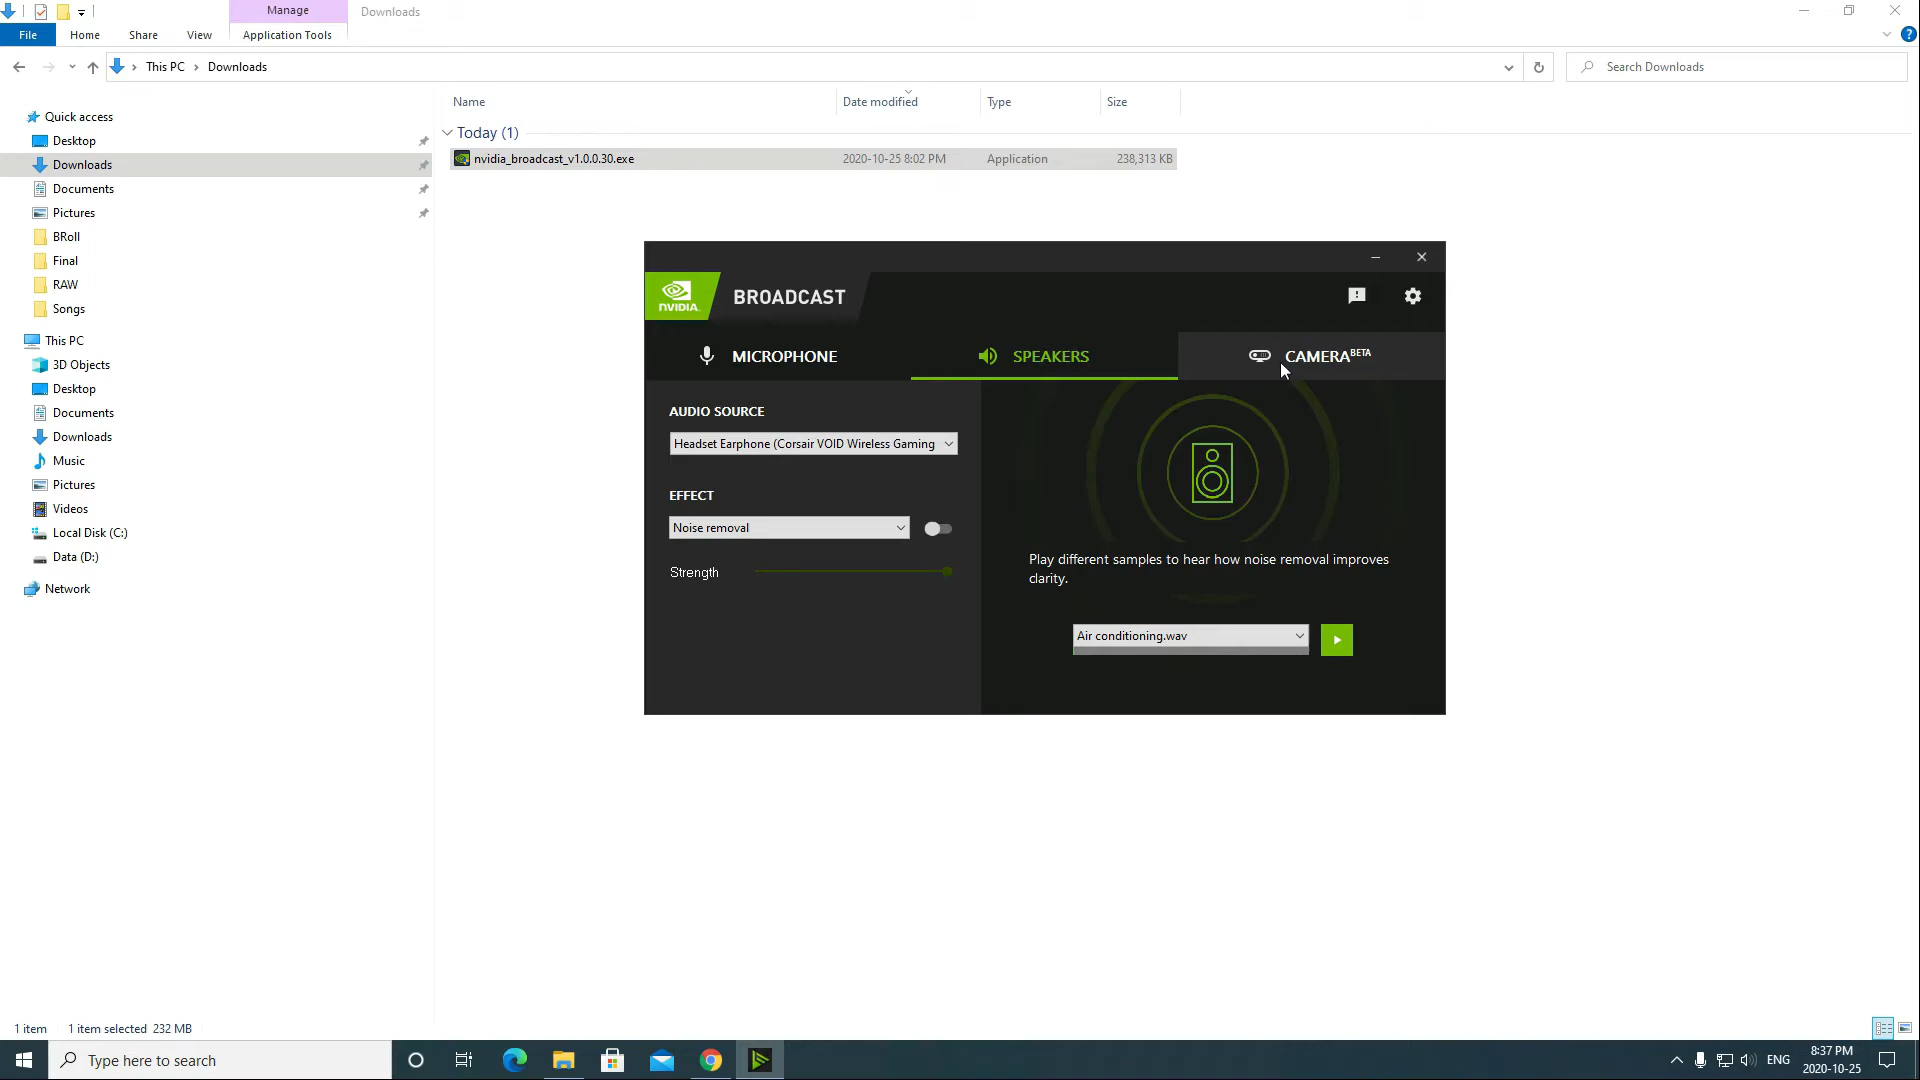 Manage
Downloads
File
Home
Share
View
Application Tools
?
This PC
Downloads
Search Downloads
Name
Date modified
Type
Size
Quick access
Desktop
Downloads
Documents
Pictures
BRoll
Final
RAW
Songs
This PC
3D Objects
Desktop
Documents
Downloads
Music
Pictures
Videos
Local Disk (C:)
Data (D:)
Network
Today (1)
nvidia_broadcast_v1.0.0.30.exe
2020-10-25 8:02 PM
Application
238,313 KB
NVIDIA.
BROADCAST
MICROPHONE
SPEAKERS
CAMERA BETA
AUDIO SOURCE
Headset Earphone (Corsair VOID Wireless Gaming
EFFECT
Noise removal
Strength
Play different samples to hear how noise removal improves
clarity.
Air conditioning.wav
1 item
1 item selected 232 MB
Type here to search
ENG
8:37 PM
2020-10-25